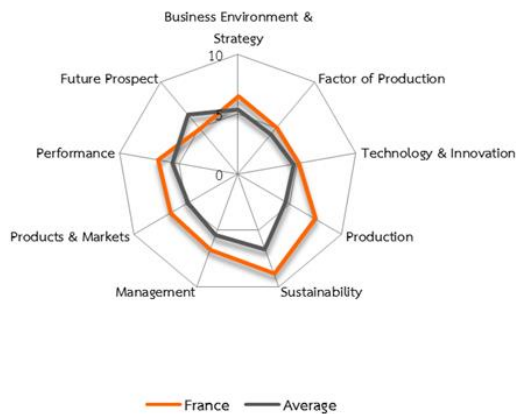 Business Environment &
Strategy
10
Future Prospect
Factor of Production
5
Performance
Technology & Innovation
0
Products & Markets
Production
Management
Sustainability
France
Average